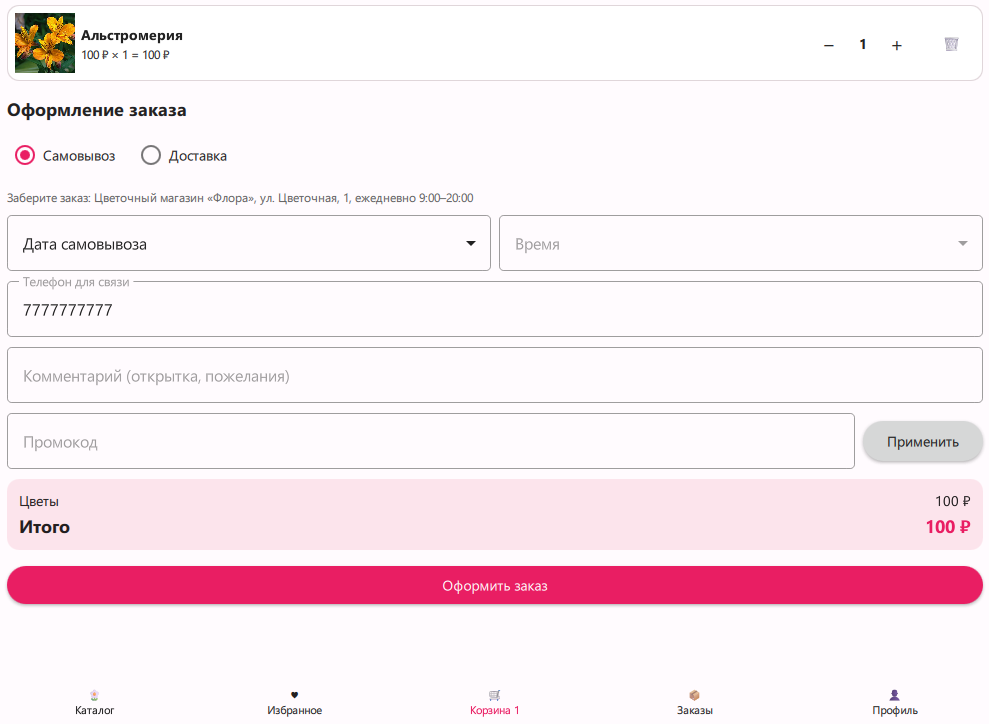 Альстромерия
100 ₽ × 1 = 100 ₽
− 1 +
Оформление заказа
Самовывоз Доставка
Заберите заказ: Цветочный магазин «Флора», ул. Цветочная, 1, ежедневно 9:00–20:00
Дата самовывоза Время
Телефон для связи
7777777777
Комментарий (открытка, пожелания)
Промокод Применить
Цветы 100 ₽
Итого 100 ₽
Оформить заказ
Каталог Избранное Корзина 1 Заказы Профиль